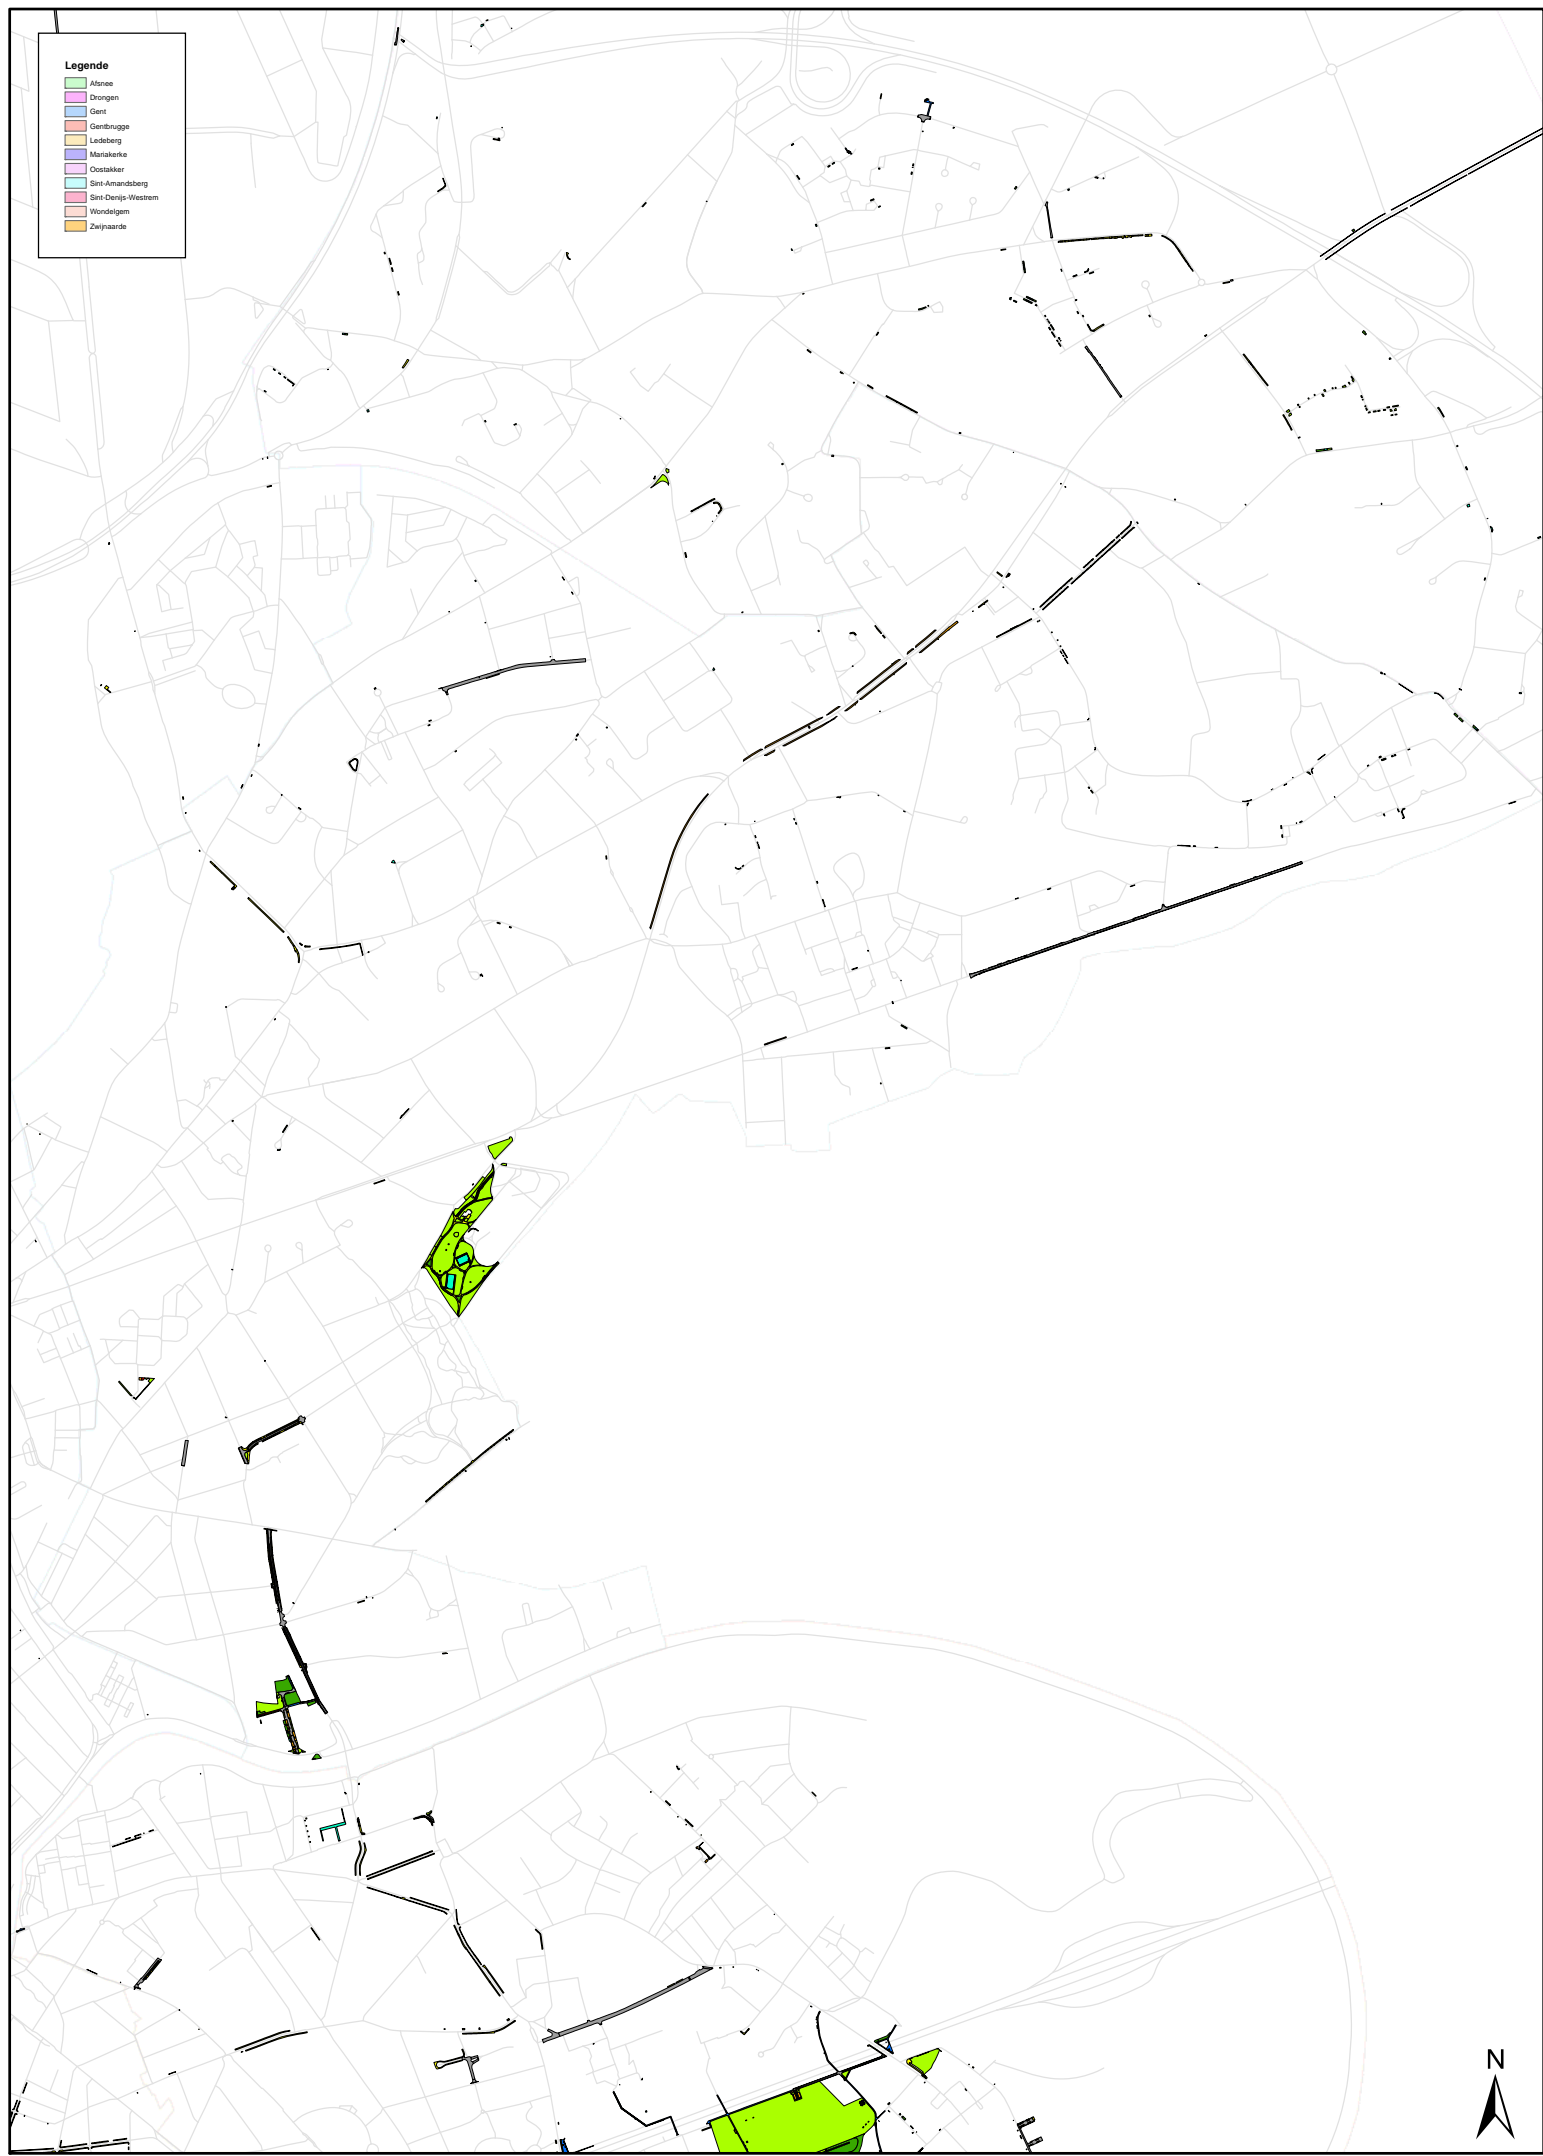 Legende
Afsnee
Drongen
Gent
Gentbrugge
Ledeberg
Mariakerke
Oostakker
Sint-Amandsberg
Sint-Denijs-Westrem
Wondelgem
Zwijnaarde
N